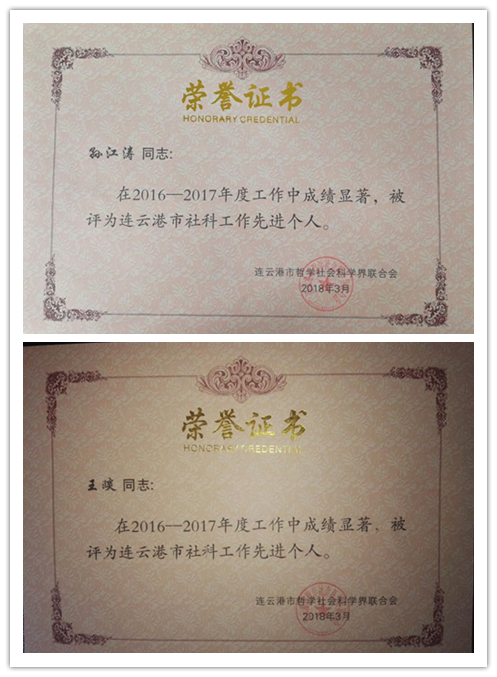 荣誉证书
HONORARY CREDENTIAL
孙江涛 同志:
在2016—2017年度工作中成绩显著，被
评为连云港市社科工作先进个人。
连云港市哲学社会科学界联合会
2018年3月
荣誉证书
HONORARY CREDENTIAL
王 同志:
在2016—2017年度工作中成绩显著，被
评为连云港市社科工作先进个人。
连云港市哲学社会科学界联合会
2018年3月